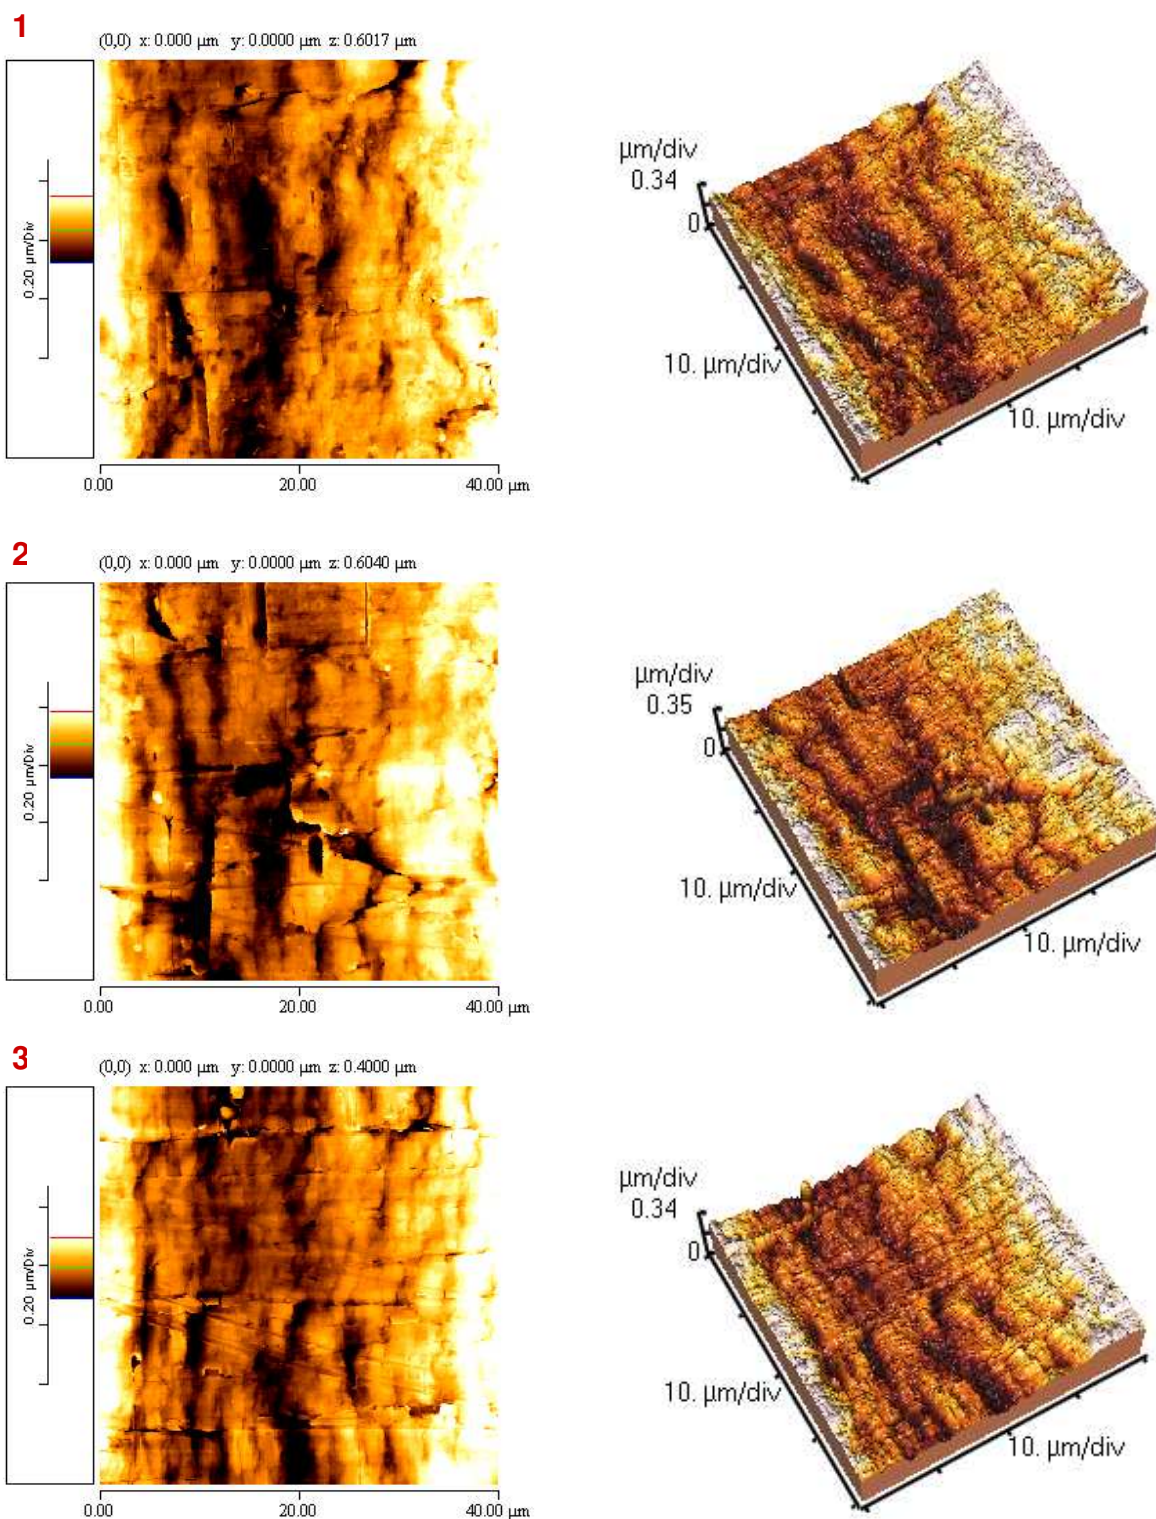 1
(0,0) x: 0.000 µm y: 0.0000 µm z: 0.6017 µm
0.20 µm/Div
0.00 20.00 40.00 µm
µm/div
0.34
0
10. µm/div
10. µm/div
2
(0,0) x: 0.000 µm y: 0.0000 µm z: 0.6040 µm
0.20 µm/Div
0.00 20.00 40.00 µm
µm/div
0.35
0
10. µm/div
10. µm/div
3
(0,0) x: 0.000 µm y: 0.0000 µm z: 0.4000 µm
0.20 µm/Div
0.00 20.00 40.00 µm
µm/div
0.34
0
10. µm/div
10. µm/div